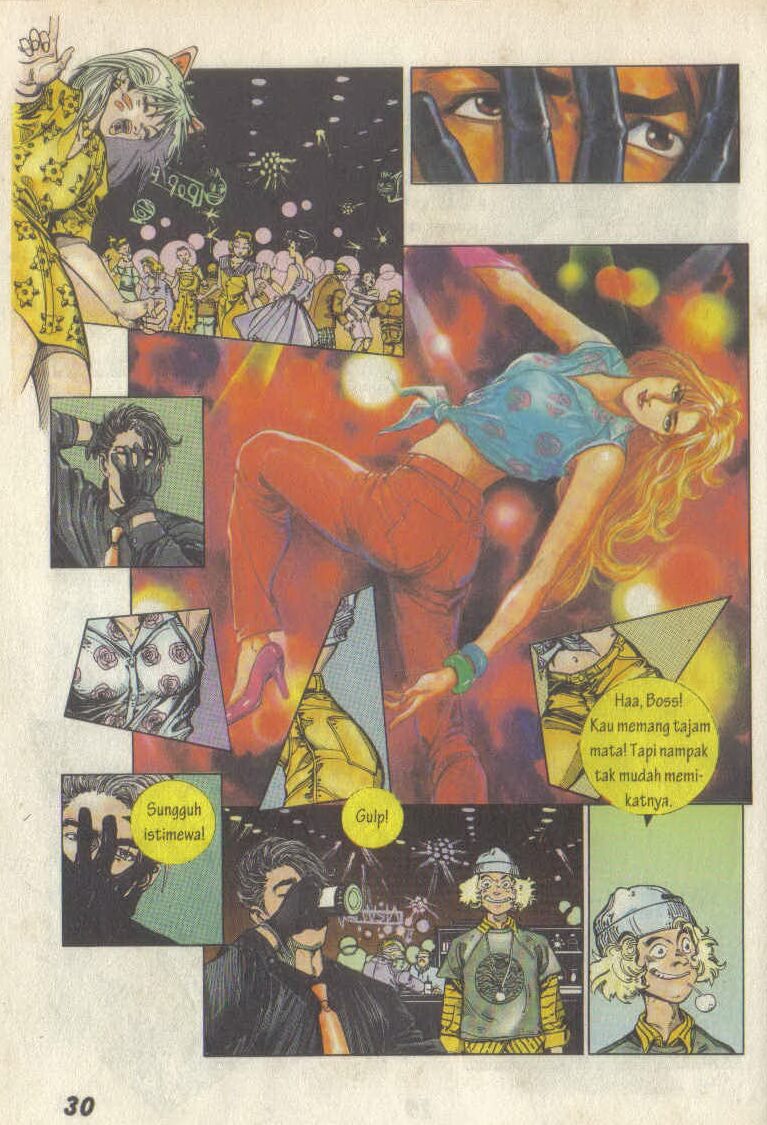 Sungguh
istimewa!
Gulp!
Haa, Boss!
Kau memang tajam
mata! Tapi nampak
tak mudah memi-
katnya.
30